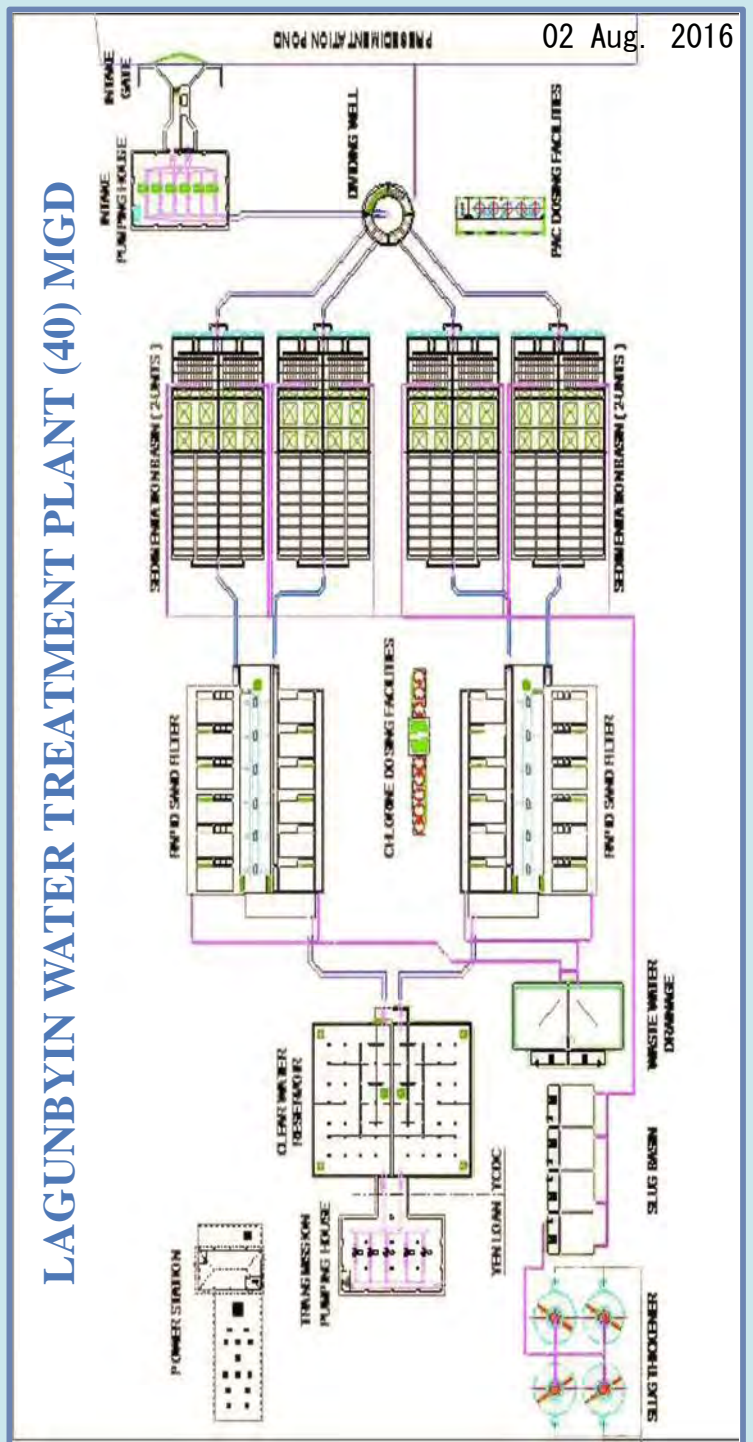 02 Aug. 2016
LAGUNBYIN WATER TREATMENT PLANT (40) MGD
PRESEDIMENTATION POND
INTAKE
GATE
INTAKE
PUMPING HOUSE
DIVIDING WELL
PAC DOSING FACILITIES
SEDIMENTATION BASIN ( 2-UNITS )
SEDIMENTATION BASIN ( 2-UNITS )
RAPID SAND FILTER
CHLORINE DOSING FACILITIES
RAPID SAND FILTER
CLEAR WATER
RESERVOIR
WASTE WATER
DRAINAGE
POWER STATION
TRANSMISSION
PUMPING HOUSE
YEN LOAN
YCDC
SLUG BASIN
SLUG THICKENER